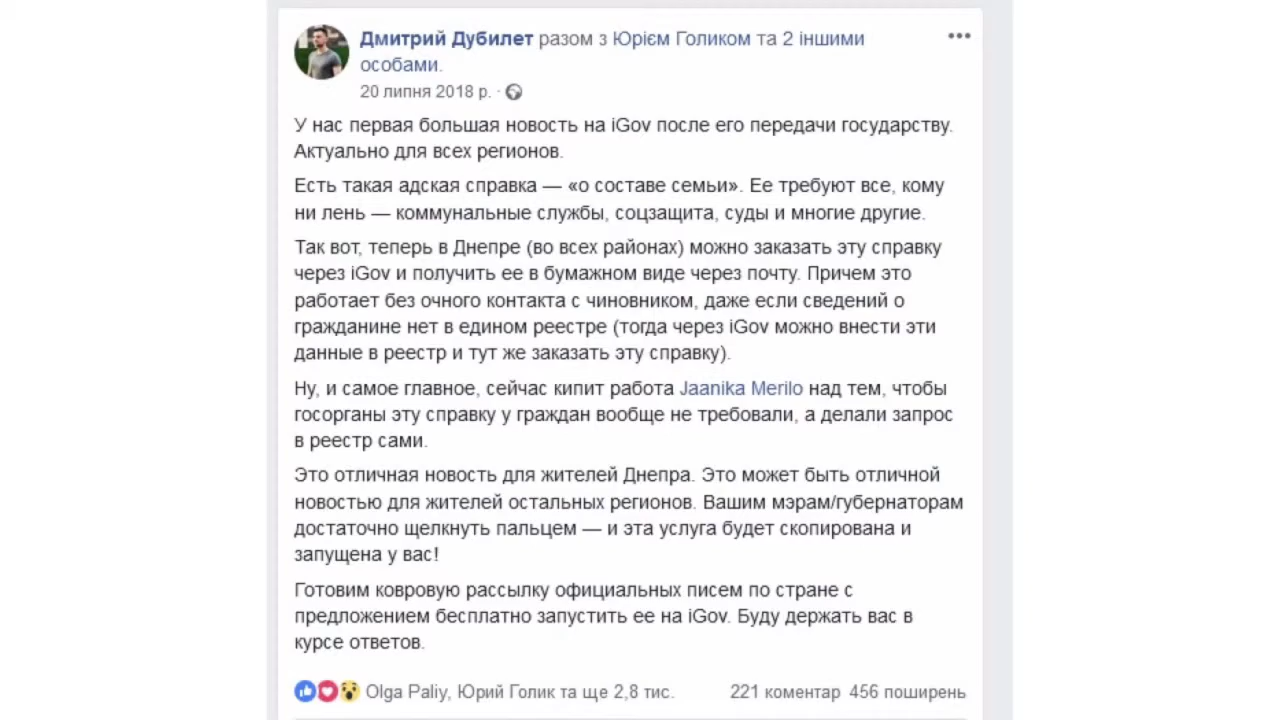 Дмитрий Дубилет разом з Юрієм Голиком та 2 іншими
особами.
20 липня 2018 р. ·
У нас первая большая новость на iGov после его передачи государству.
Актуально для всех регионов.
Есть такая адская справка — «о составе семьи». Ее требуют все, кому
ни лень — коммунальные службы, соцзащита, суды и многие другие.
Так вот, теперь в Днепре (во всех районах) можно заказать эту справку
через iGov и получить ее в бумажном виде через почту. Причем это
работает без очного контакта с чиновником, даже если сведений о
гражданине нет в едином реестре (тогда через iGov можно внести эти
данные в реестр и тут же заказать эту справку).
Ну, и самое главное, сейчас кипит работа Jaanika Merilo над тем, чтобы
госорганы эту справку у граждан вообще не требовали, а делали запрос
в реестр сами.
Это отличная новость для жителей Днепра. Это может быть отличной
новостью для жителей остальных регионов. Вашим мэрам/губернаторам
достаточно щелкнуть пальцем — и эта услуга будет скопирована и
запущена у вас!
Готовим ковровую рассылку официальных писем по стране с
предложением бесплатно запустить ее на iGov. Буду держать вас в
курсе ответов.
Olga Paliy, Юрий Голик та ще 2,8 тис. 221 коментар 456 поширень